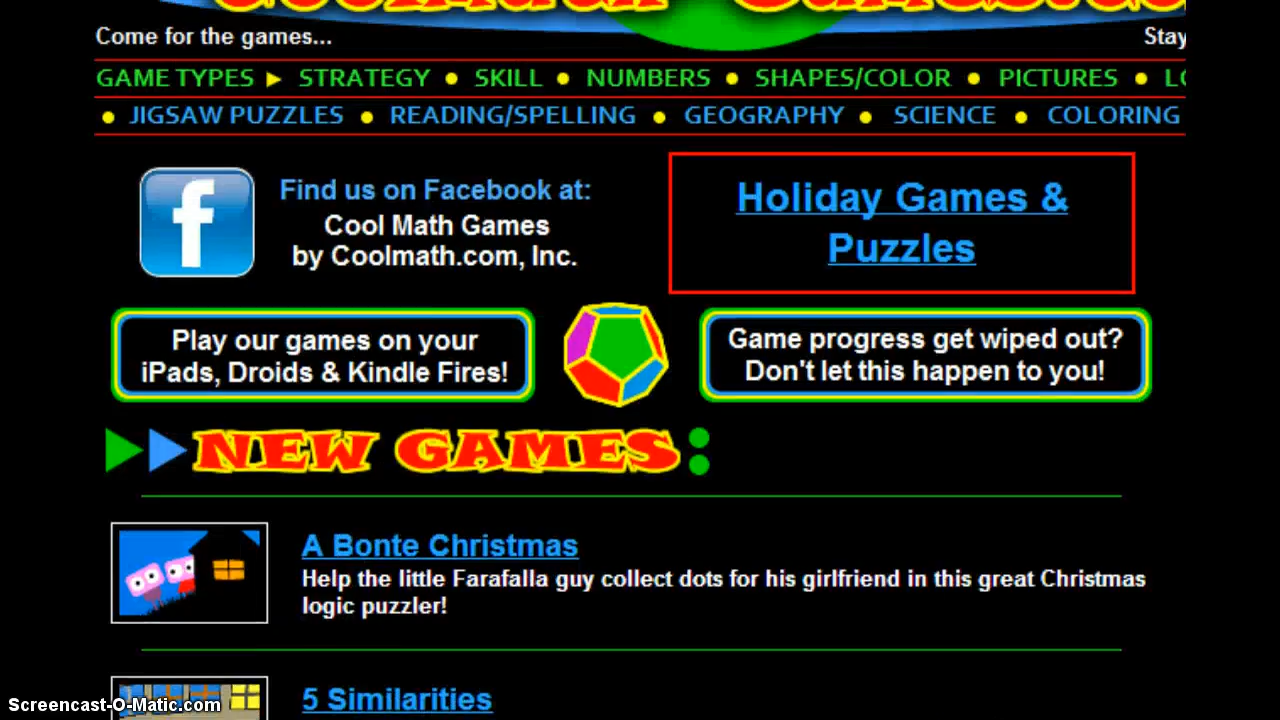 Come for the games... Stay
GAME TYPES ► STRATEGY ● SKILL ● NUMBERS ● SHAPES/COLOR ● PICTURES ●
● JIGSAW PUZZLES ● READING/SPELLING ● GEOGRAPHY ● SCIENCE ● COLORING
Find us on Facebook at:
Cool Math Games
by Coolmath.com, Inc.
Holiday Games &
Puzzles
Play our games on your
iPads, Droids & Kindle Fires!
Game progress get wiped out?
Don't let this happen to you!
NEW GAMES:
A Bonte Christmas
Help the little Farafalla guy collect dots for his girlfriend in this great Christmas
logic puzzler!
5 Similarities
Screencast-O-Matic.com